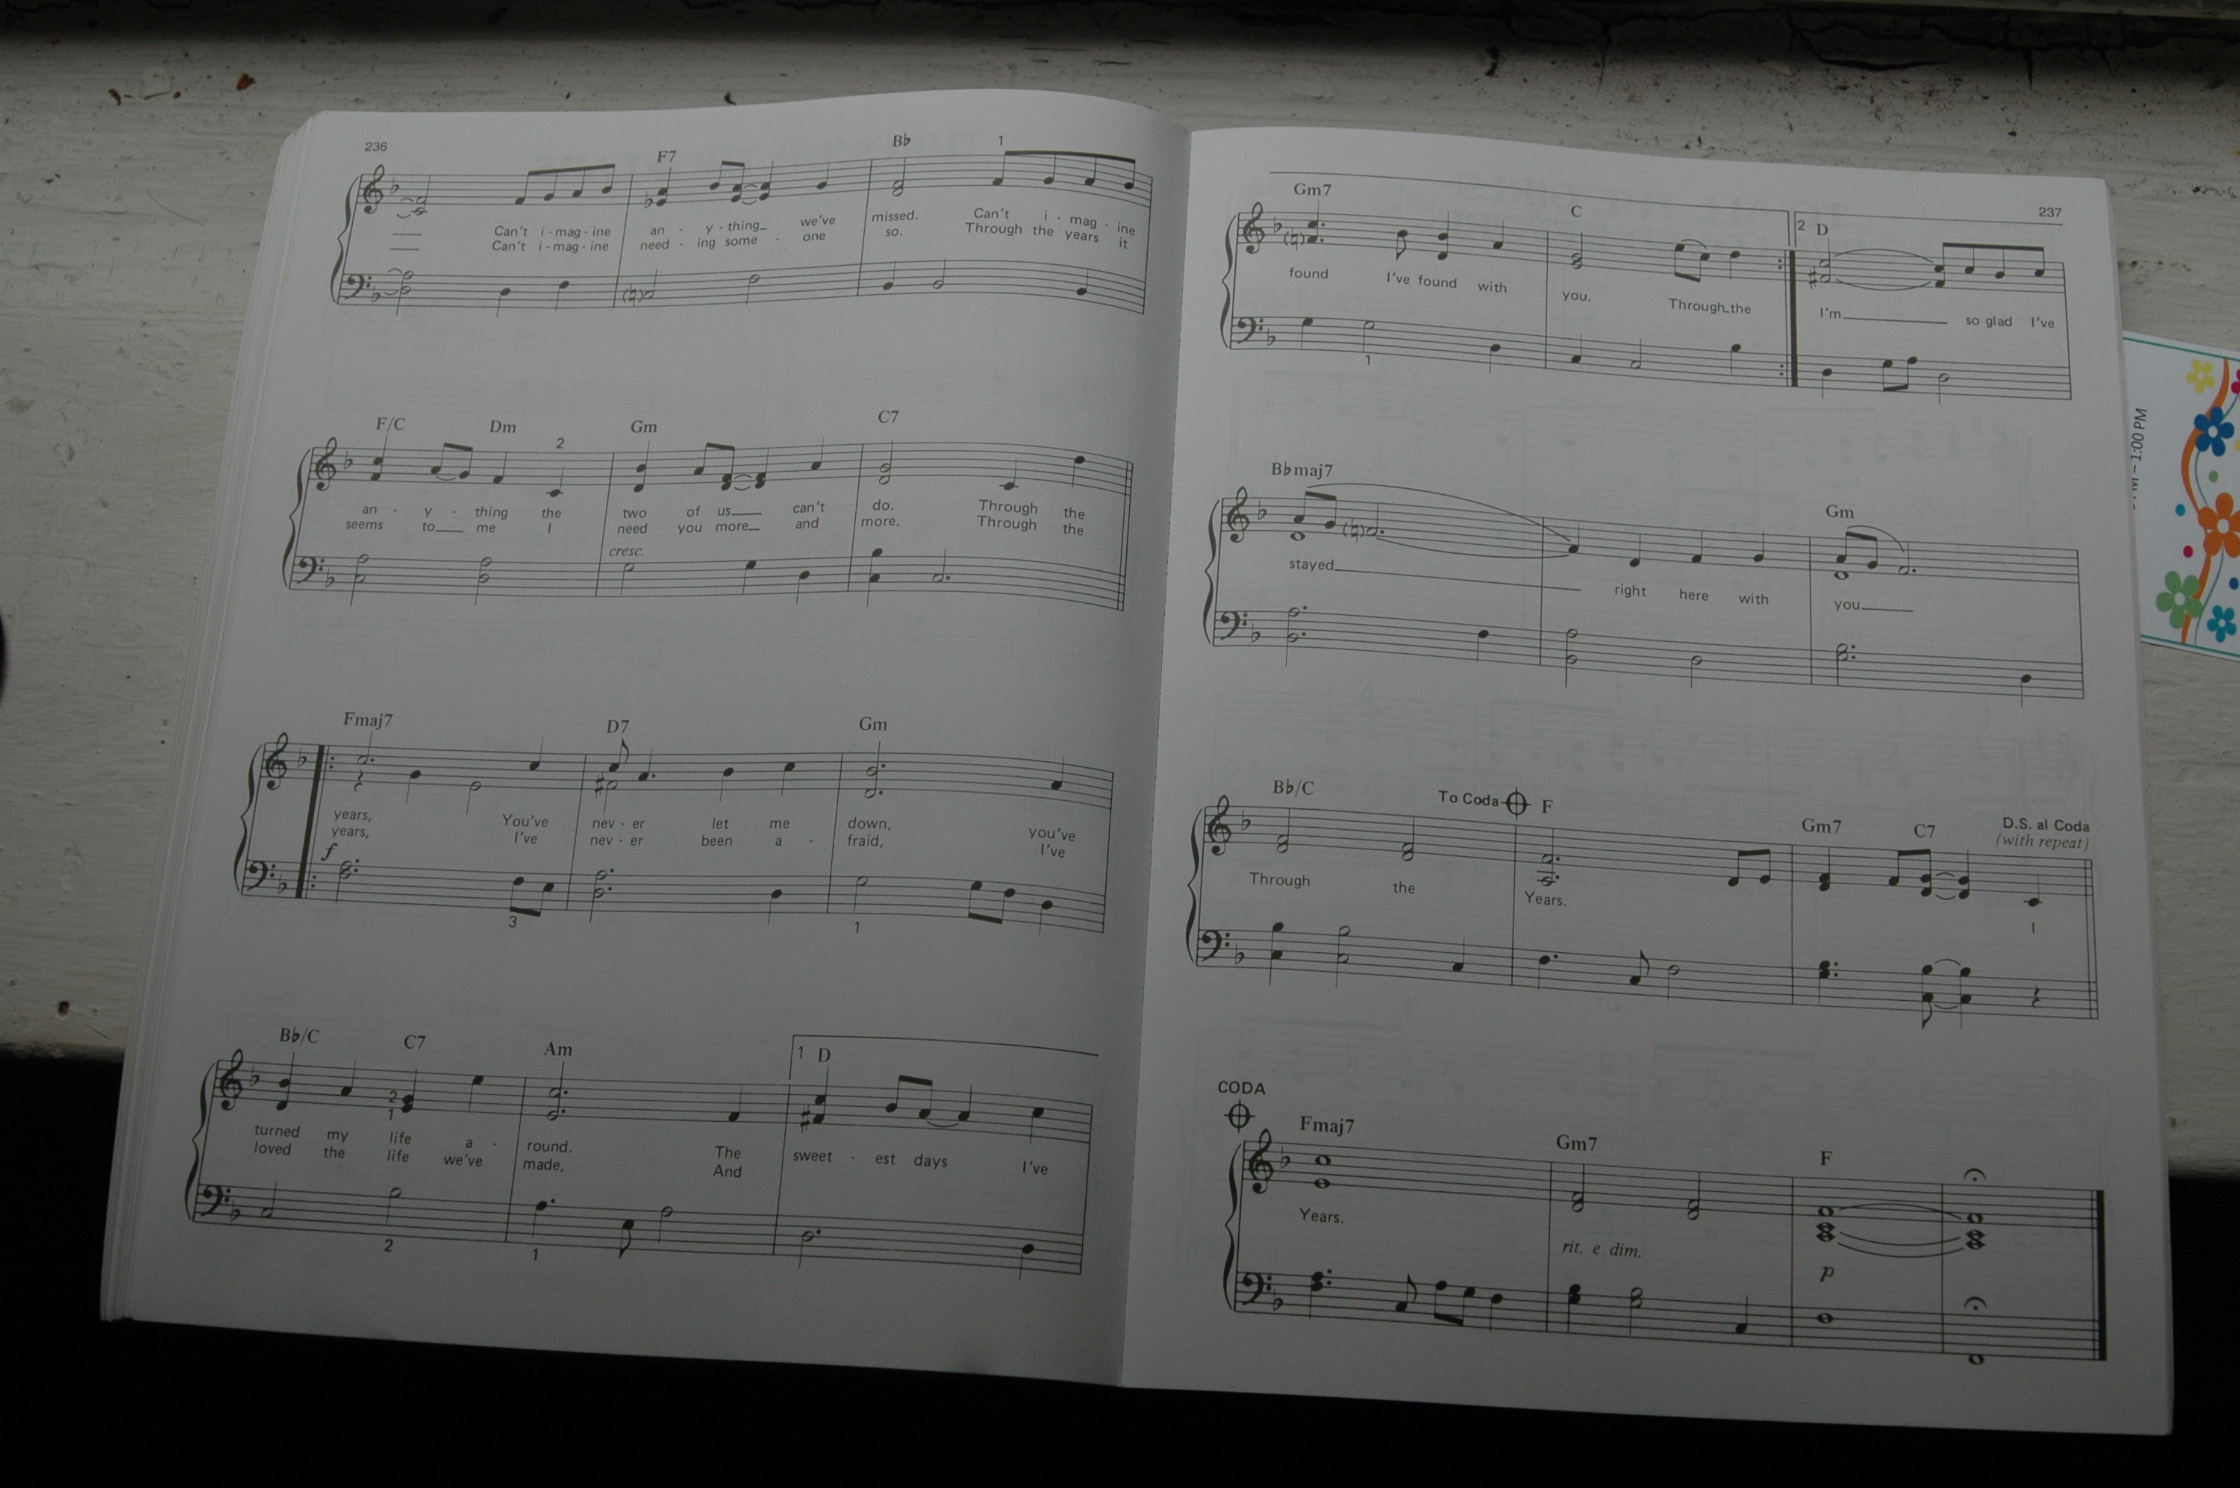 236
F7 Bb 1
Can't i - mag - ine an - y - thing we've missed. Can't i - mag - ine
Can't i - mag - ine need - ing some - one so. Through the years it
F/C Dm 2 Gm C7
an - y - thing the two of us can't do. Through the
seems to me I need you more and more. Through the
cresc.
Fmaj7 D7 Gm
years, You've nev - er let me down, you've
years, I've nev - er been a - fraid, I've
f
3 1
Bb/C C7 Am 1 D
2
1
turned my life a - round. The sweet - est days I've
loved the life we've made, And
2 1
237
Gm7 C 2 D
found I've found with you. Through the I'm so glad I've
1
Bbmaj7 Gm
stayed right here with you
Bb/C To Coda F Gm7 C7 D.S. al Coda
(with repeat)
Through the Years. I
CODA
Fmaj7 Gm7 F
Years.
rit. e dim.
p
– 1:00 PM